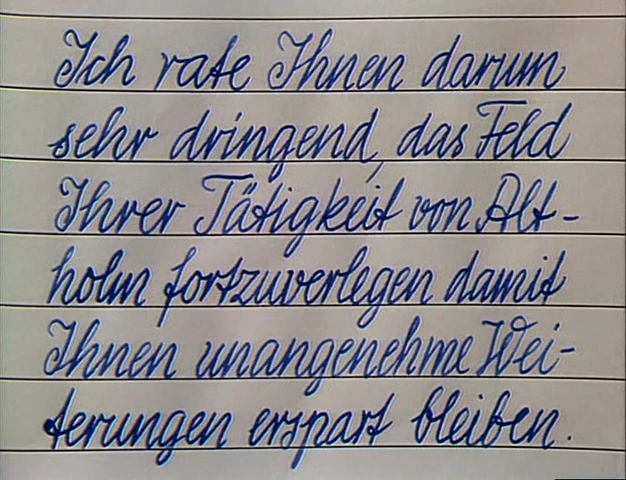 Ich rate Ihnen darum
sehr dringend, das Feld
Ihrer Tätigkeit von Alt-
holm fortzuverlegen damit
Ihnen unangenehme Wei-
terungen erspart bleiben.